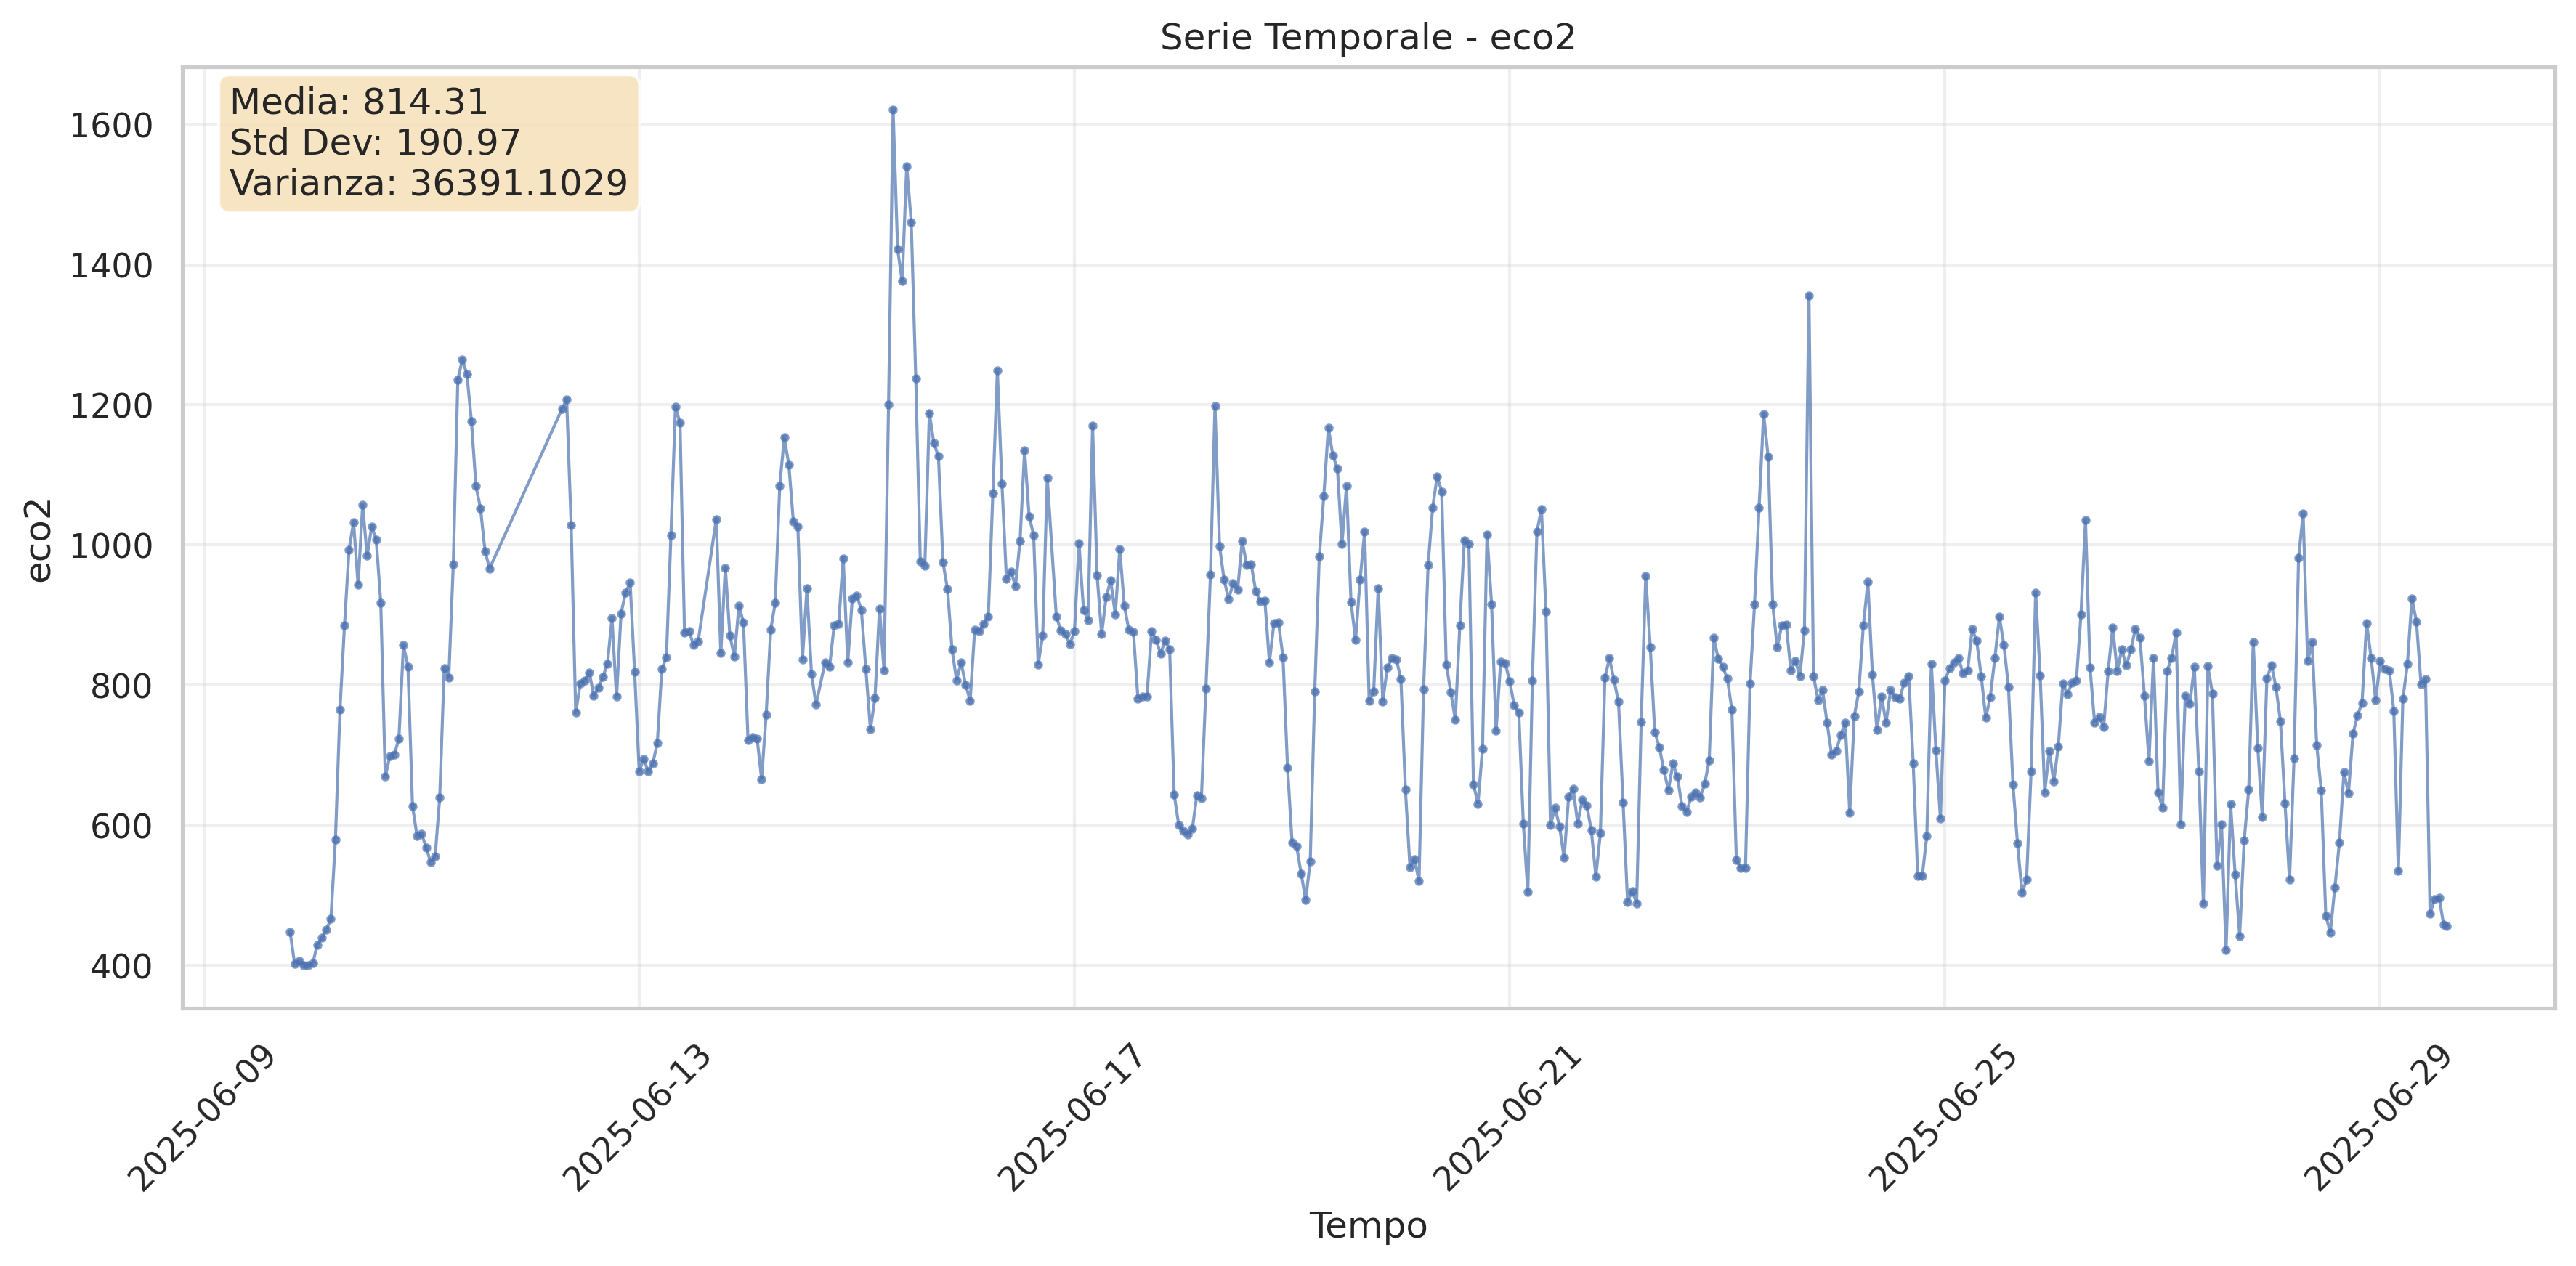 Serie Temporale - eco2
Media: 814.31
Std Dev: 190.97
Varianza: 36391.1029
1600
1400
1200
1000
800
600
400
eco2
2025-06-09
2025-06-13
2025-06-17
2025-06-21
2025-06-25
2025-06-29
Tempo